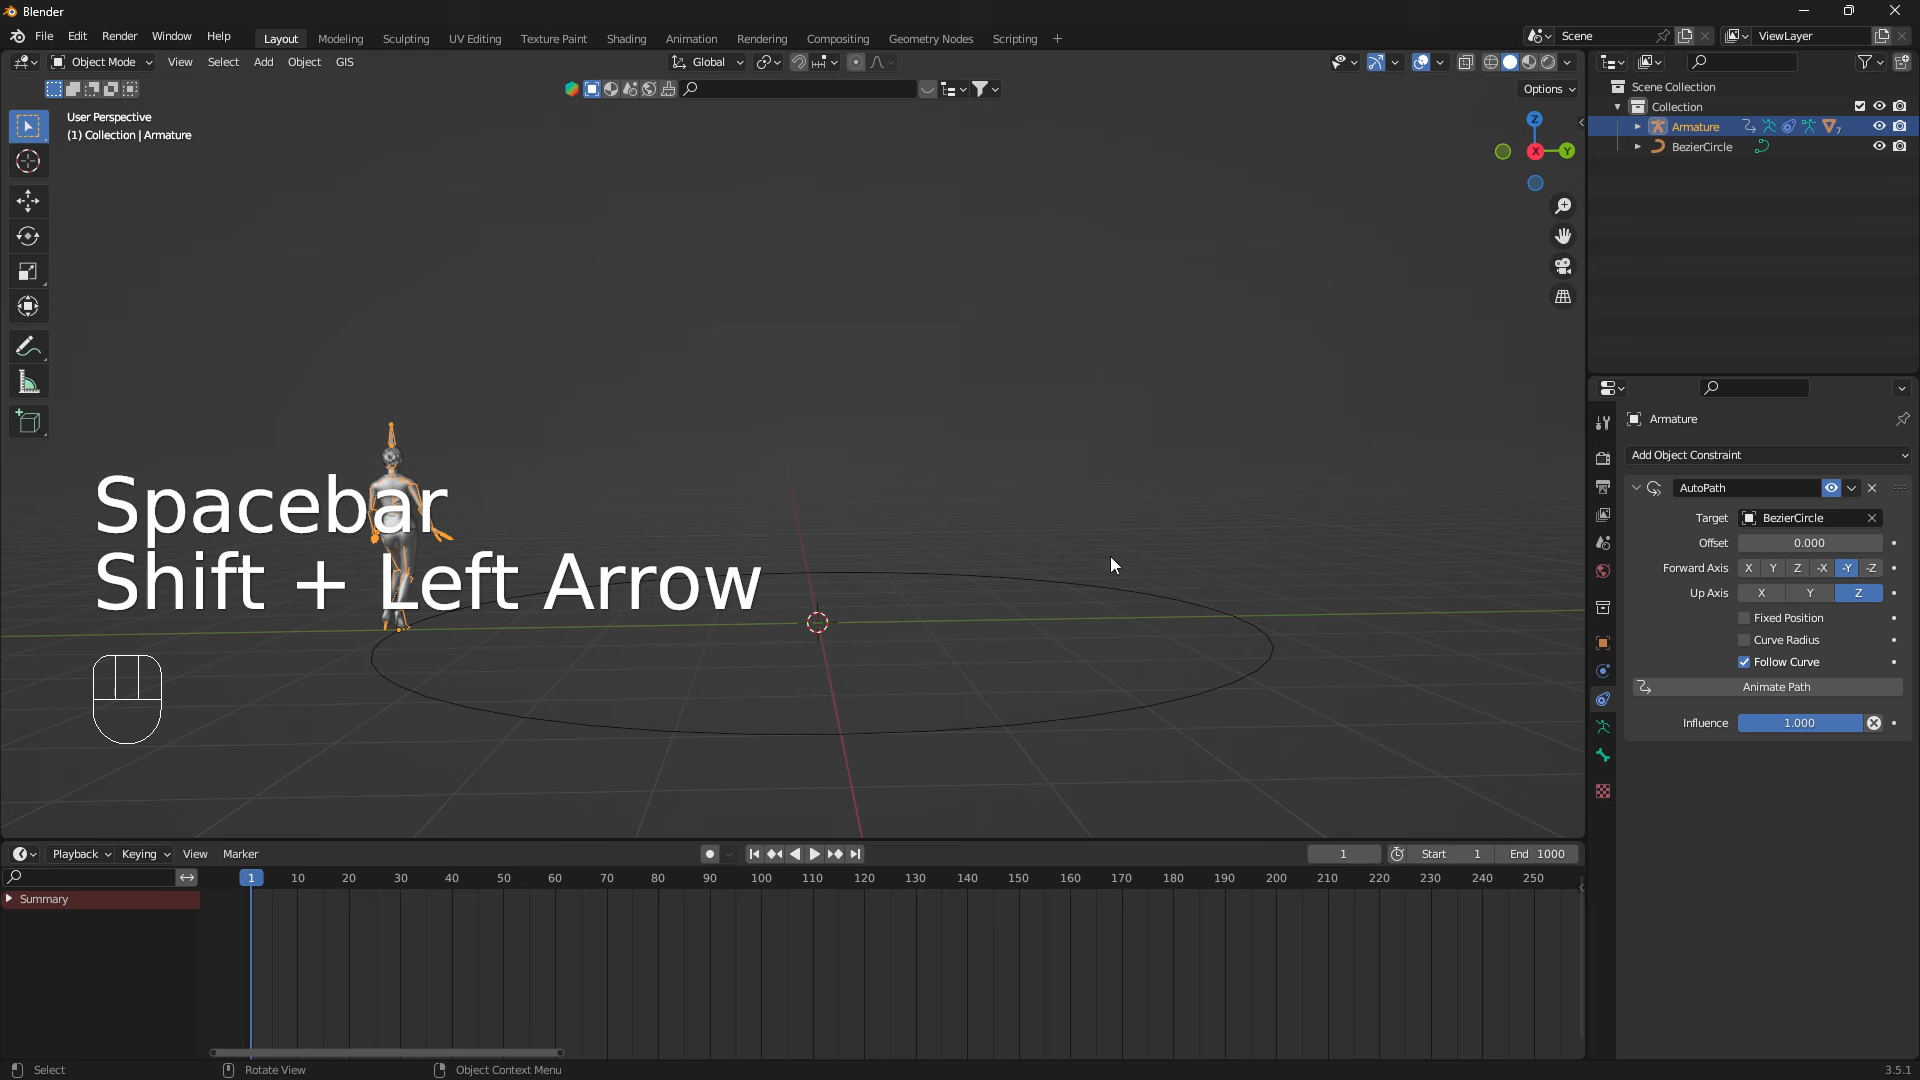 Blender
File Edit Render Window Help
Layout Modeling Sculpting UV Editing Texture Paint Shading Animation Rendering Compositing Geometry Nodes Scripting +
Scene
ViewLayer
Object Mode View Select Add Object GIS
Global
Options
User Perspective
(1) Collection | Armature
Z
X
Y
Scene Collection
Collection
Armature
7
BezierCircle
Spacebar
Shift + Left Arrow
Armature
Add Object Constraint
AutoPath
Target BezierCircle
Offset 0.000
Forward Axis X Y Z -X -Y -Z
Up Axis X Y Z
Fixed Position
Curve Radius
Follow Curve
Animate Path
Influence 1.000
Playback Keying View Marker
1 Start 1 End 1000
1 10 20 30 40 50 60 70 80 90 100 110 120 130 140 150 160 170 180 190 200 210 220 230 240 250
Summary
Select Rotate View Object Context Menu
3.5.1